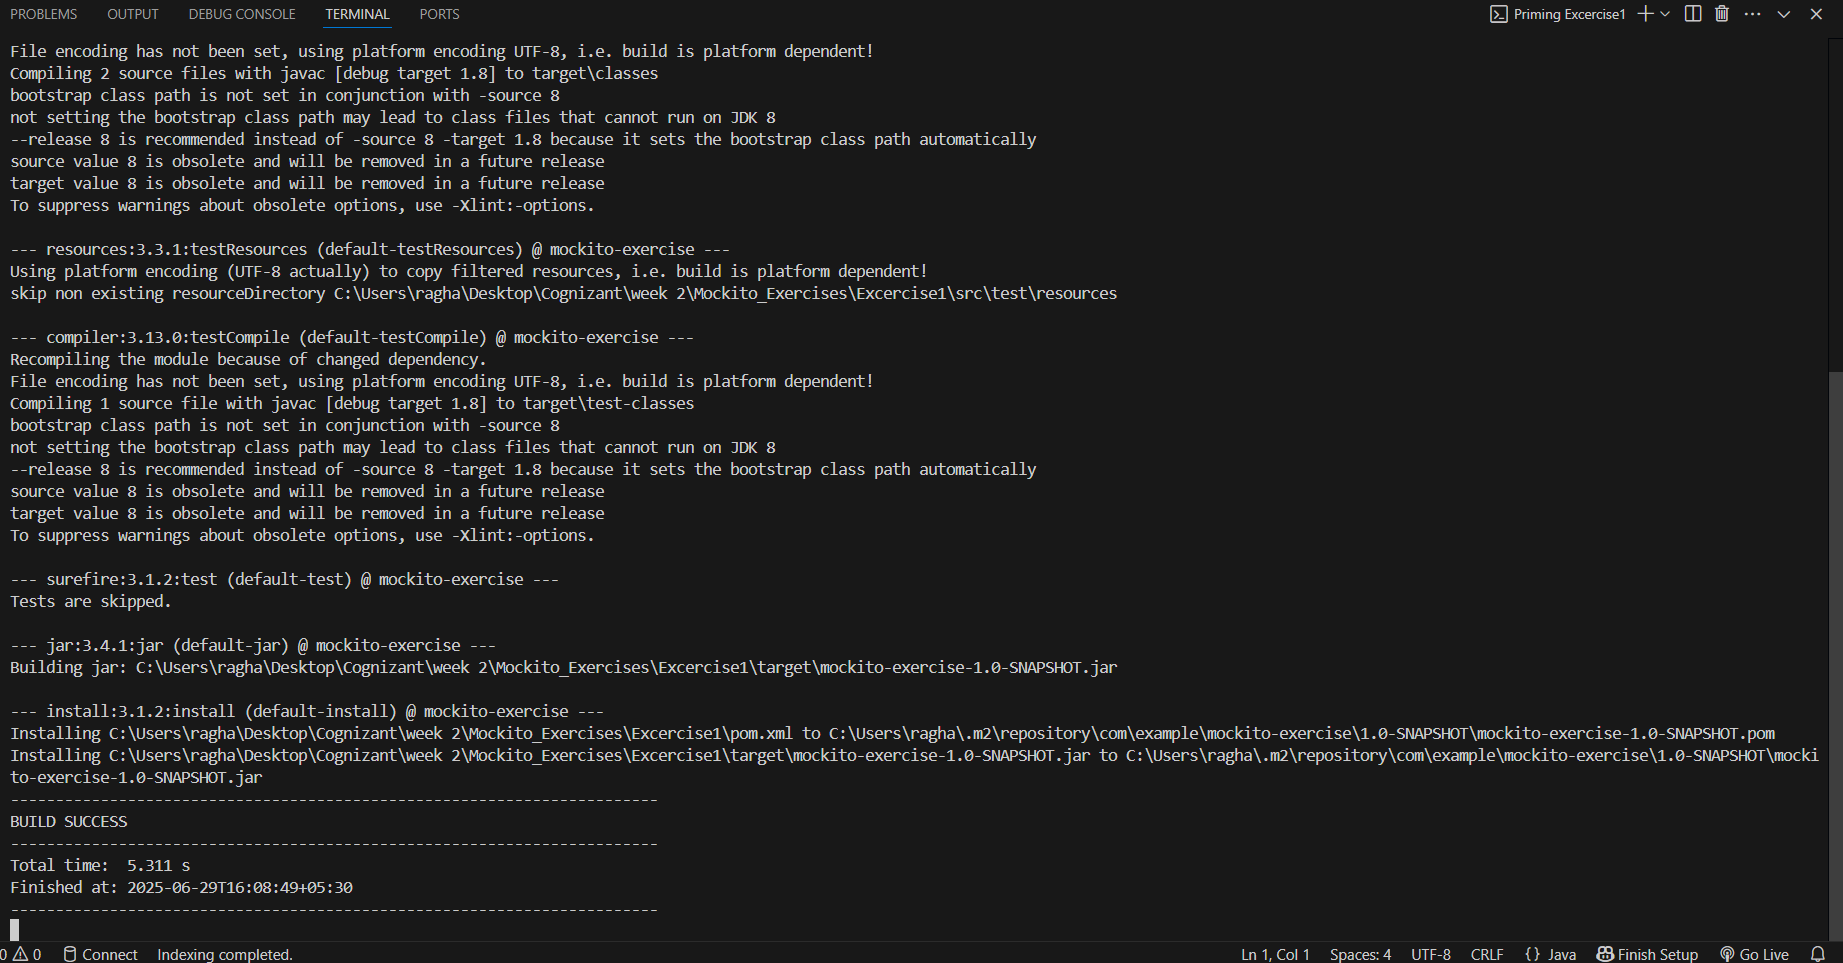 PROBLEMS OUTPUT DEBUG CONSOLE TERMINAL PORTS Priming Excercise1
File encoding has not been set, using platform encoding UTF-8, i.e. build is platform dependent!
Compiling 2 source files with javac [debug target 1.8] to target\classes
bootstrap class path is not set in conjunction with -source 8
not setting the bootstrap class path may lead to class files that cannot run on JDK 8
--release 8 is recommended instead of -source 8 -target 1.8 because it sets the bootstrap class path automatically
source value 8 is obsolete and will be removed in a future release
target value 8 is obsolete and will be removed in a future release
To suppress warnings about obsolete options, use -Xlint:-options.
--- resources:3.3.1:testResources (default-testResources) @ mockito-exercise ---
Using platform encoding (UTF-8 actually) to copy filtered resources, i.e. build is platform dependent!
skip non existing resourceDirectory C:\Users\ragha\Desktop\Cognizant\week 2\Mockito_Exercises\Excercise1\src\test\resources
--- compiler:3.13.0:testCompile (default-testCompile) @ mockito-exercise ---
Recompiling the module because of changed dependency.
File encoding has not been set, using platform encoding UTF-8, i.e. build is platform dependent!
Compiling 1 source file with javac [debug target 1.8] to target\test-classes
bootstrap class path is not set in conjunction with -source 8
not setting the bootstrap class path may lead to class files that cannot run on JDK 8
--release 8 is recommended instead of -source 8 -target 1.8 because it sets the bootstrap class path automatically
source value 8 is obsolete and will be removed in a future release
target value 8 is obsolete and will be removed in a future release
To suppress warnings about obsolete options, use -Xlint:-options.
--- surefire:3.1.2:test (default-test) @ mockito-exercise ---
Tests are skipped.
--- jar:3.4.1:jar (default-jar) @ mockito-exercise ---
Building jar: C:\Users\ragha\Desktop\Cognizant\week 2\Mockito_Exercises\Excercise1\target\mockito-exercise-1.0-SNAPSHOT.jar
--- install:3.1.2:install (default-install) @ mockito-exercise ---
Installing C:\Users\ragha\Desktop\Cognizant\week 2\Mockito_Exercises\Excercise1\pom.xml to C:\Users\ragha\.m2\repository\com\example\mockito-exercise\1.0-SNAPSHOT\mockito-exercise-1.0-SNAPSHOT.pom
Installing C:\Users\ragha\Desktop\Cognizant\week 2\Mockito_Exercises\Excercise1\target\mockito-exercise-1.0-SNAPSHOT.jar to C:\Users\ragha\.m2\repository\com\example\mockito-exercise\1.0-SNAPSHOT\mocki
to-exercise-1.0-SNAPSHOT.jar
------------------------------------------------------------------------
BUILD SUCCESS
------------------------------------------------------------------------
Total time:  5.311 s
Finished at: 2025-06-29T16:08:49+05:30
------------------------------------------------------------------------
0 0 Connect Indexing completed. Ln 1, Col 1 Spaces: 4 UTF-8 CRLF {} Java Finish Setup Go Live